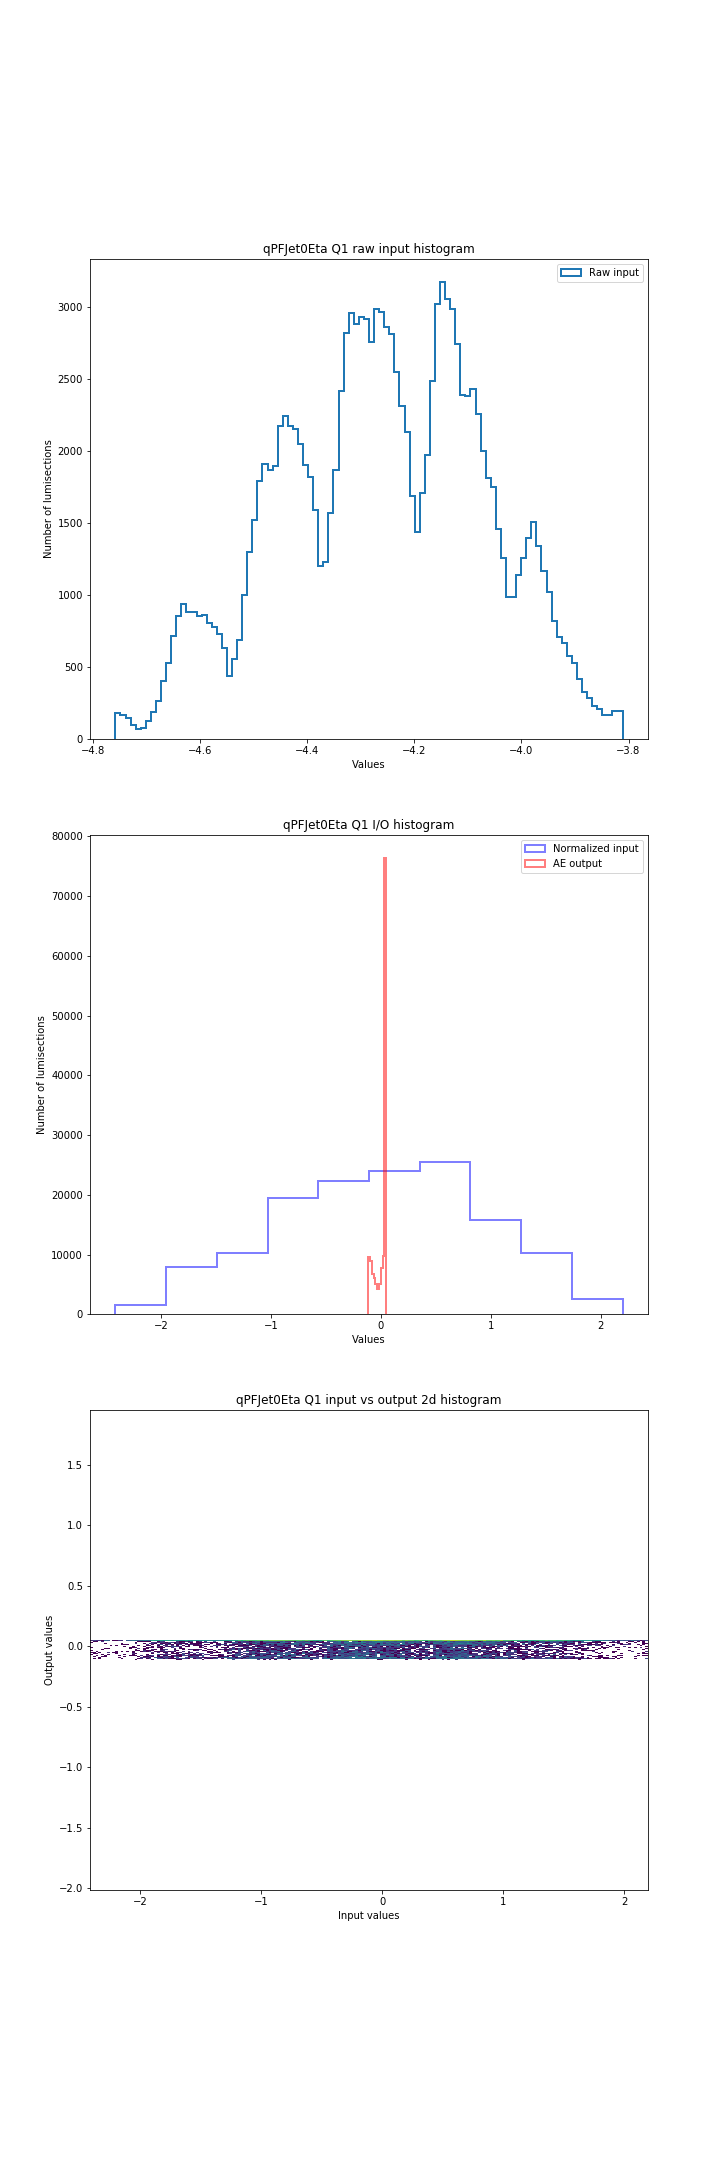 qPFJet0Eta Q1 raw input histogram
Raw input
3000
2500
2000
1500
1000
500
0
Number of lumisections
−4.8 −4.6 −4.4 −4.2 −4.0 −3.8
Values
qPFJet0Eta Q1 I/O histogram
Normalized input
AE output
80000
70000
60000
50000
40000
30000
20000
10000
0
Number of lumisections
−2 −1 0 1 2
Values
qPFJet0Eta Q1 input vs output 2d histogram
1.5
1.0
0.5
0.0
−0.5
−1.0
−1.5
−2.0
Output values
−2 −1 0 1 2
Input values